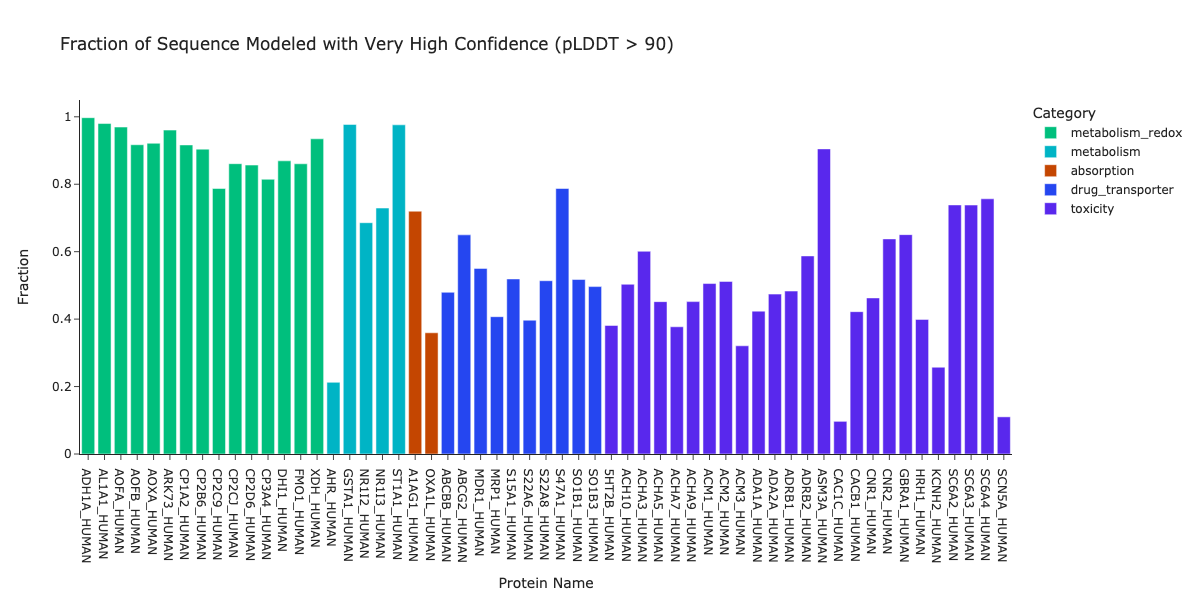 Fraction of Sequence Modeled with Very High Confidence (pLDDT > 90)
Category
metabolism_redox
metabolism
absorption
drug_transporter
toxicity
Fraction
1
0.8
0.6
0.4
0.2
0
ADH1A_HUMAN
AL1A1_HUMAN
AOFA_HUMAN
AOFB_HUMAN
AOXA_HUMAN
ARK73_HUMAN
CP1A2_HUMAN
CP2B6_HUMAN
CP2C9_HUMAN
CP2CJ_HUMAN
CP2D6_HUMAN
CP3A4_HUMAN
DHI1_HUMAN
FMO1_HUMAN
XDH_HUMAN
AHR_HUMAN
GSTA1_HUMAN
NR1I2_HUMAN
NR1I3_HUMAN
ST1A1_HUMAN
A1AG1_HUMAN
OXA1L_HUMAN
ABCBB_HUMAN
ABCG2_HUMAN
MDR1_HUMAN
MRP1_HUMAN
S15A1_HUMAN
S22A6_HUMAN
S22A8_HUMAN
S47A1_HUMAN
SO1B1_HUMAN
SO1B3_HUMAN
5HT2B_HUMAN
ACH10_HUMAN
ACHA3_HUMAN
ACHA5_HUMAN
ACHA7_HUMAN
ACHA9_HUMAN
ACM1_HUMAN
ACM2_HUMAN
ACM3_HUMAN
ADA1A_HUMAN
ADA2A_HUMAN
ADRB1_HUMAN
ADRB2_HUMAN
ASM3A_HUMAN
CAC1C_HUMAN
CACB1_HUMAN
CNR1_HUMAN
CNR2_HUMAN
GBRA1_HUMAN
HRH1_HUMAN
KCNH2_HUMAN
SC6A2_HUMAN
SC6A3_HUMAN
SC6A4_HUMAN
SCN5A_HUMAN
Protein Name